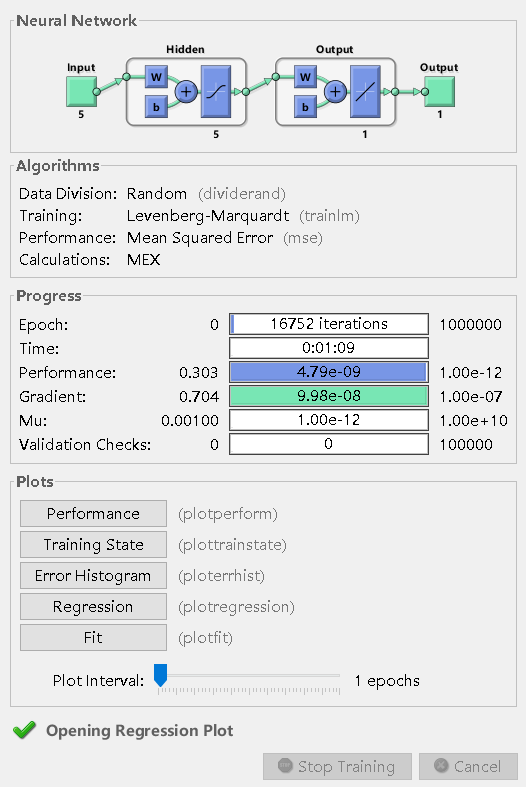 Neural Network
Hidden
Output
Input
W
b
+
W
b
+
Output
5
5
1
1
Algorithms
Data Division: Random (dividerand)
Training: Levenberg-Marquardt (trainlm)
Performance: Mean Squared Error (mse)
Calculations: MEX
Progress
Epoch: 0 16752 iterations 1000000
Time: 0:01:09
Performance: 0.303 4.79e-09 1.00e-12
Gradient: 0.704 9.98e-08 1.00e-07
Mu: 0.00100 1.00e-12 1.00e+10
Validation Checks: 0 0 100000
Plots
Performance (plotperform)
Training State (plottrainstate)
Error Histogram (ploterrhist)
Regression (plotregression)
Fit (plotfit)
Plot Interval: 1 epochs
Opening Regression Plot
Stop Training Cancel